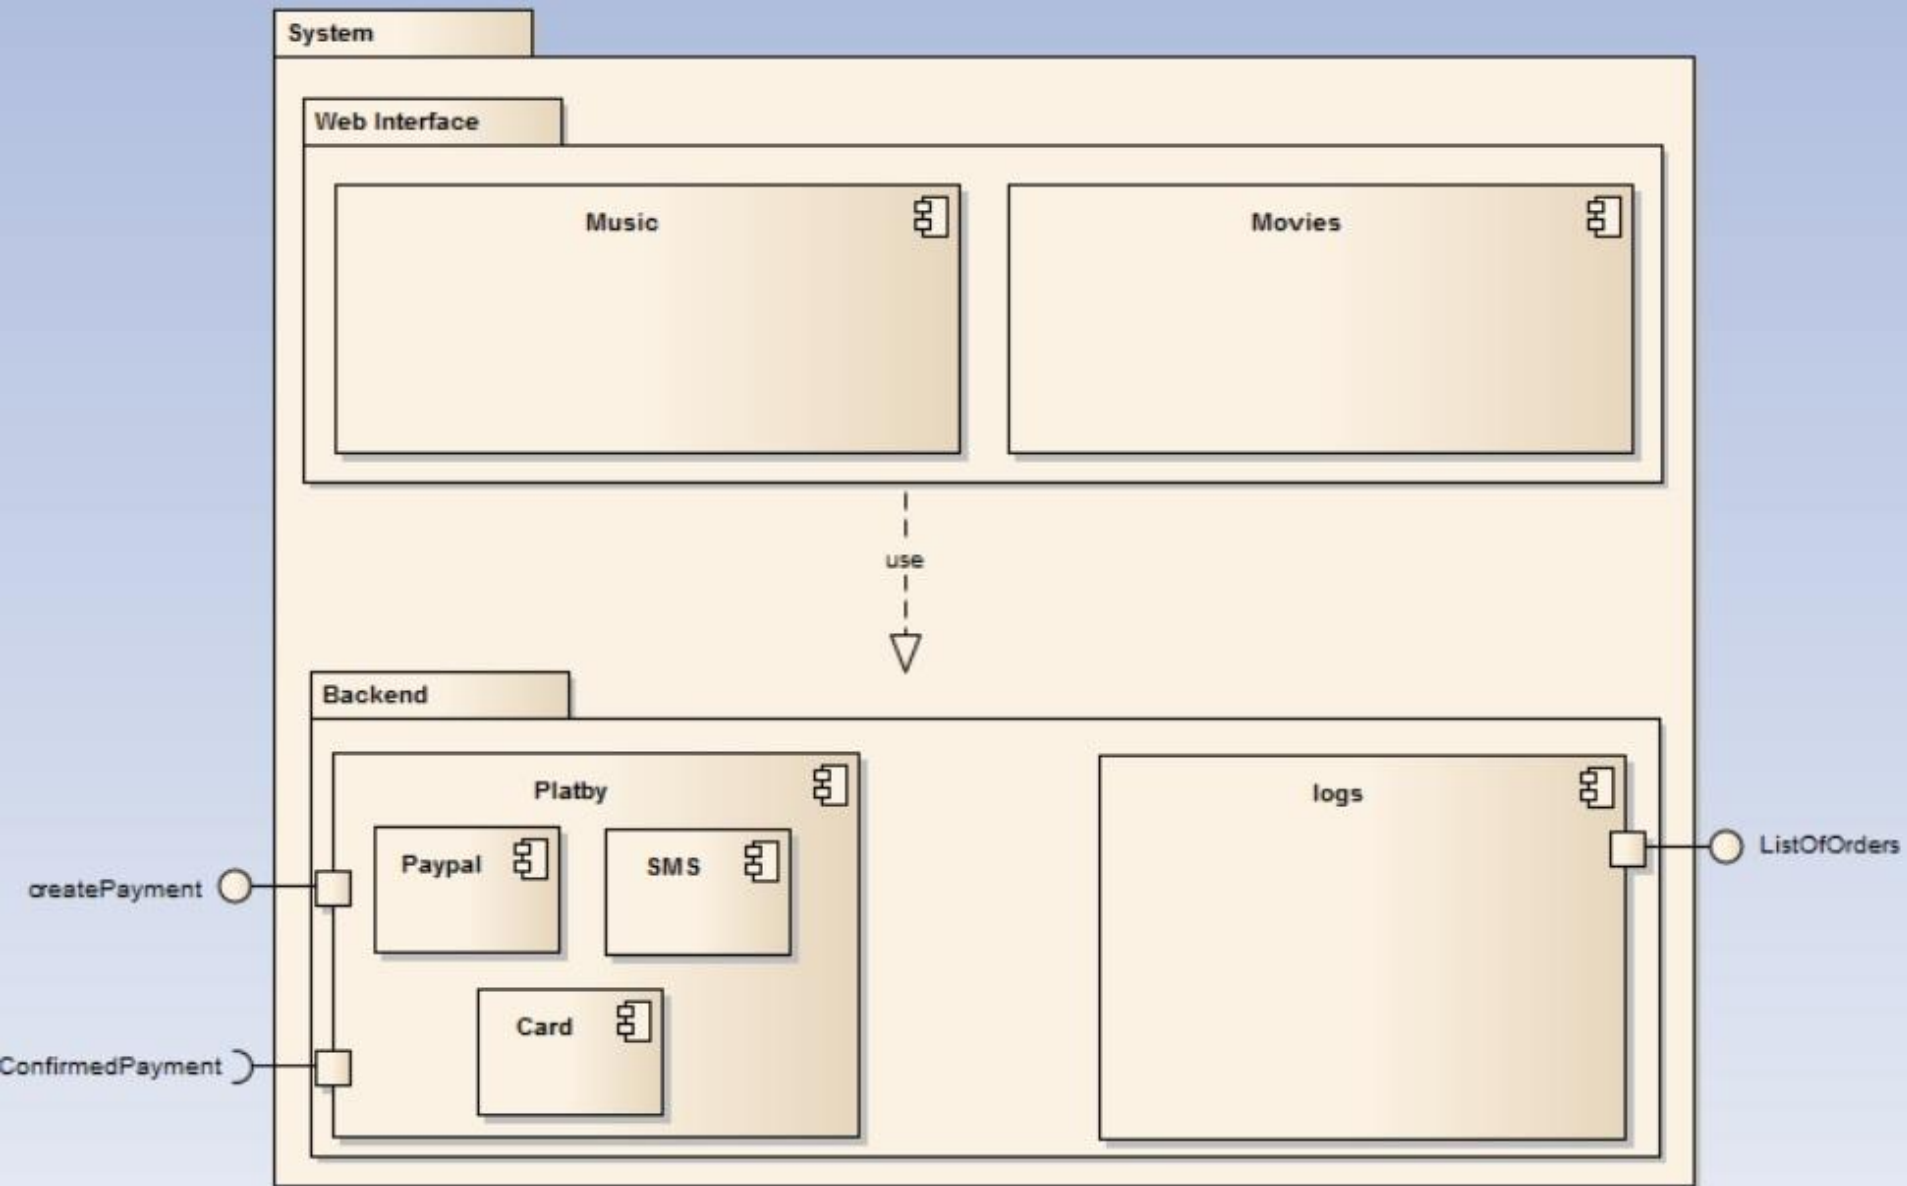 System
Web Interface
Music
Movies
use
Backend
Platby
logs
Paypal
SMS
ListOfOrders
createPayment
Card
ConfirmedPayment